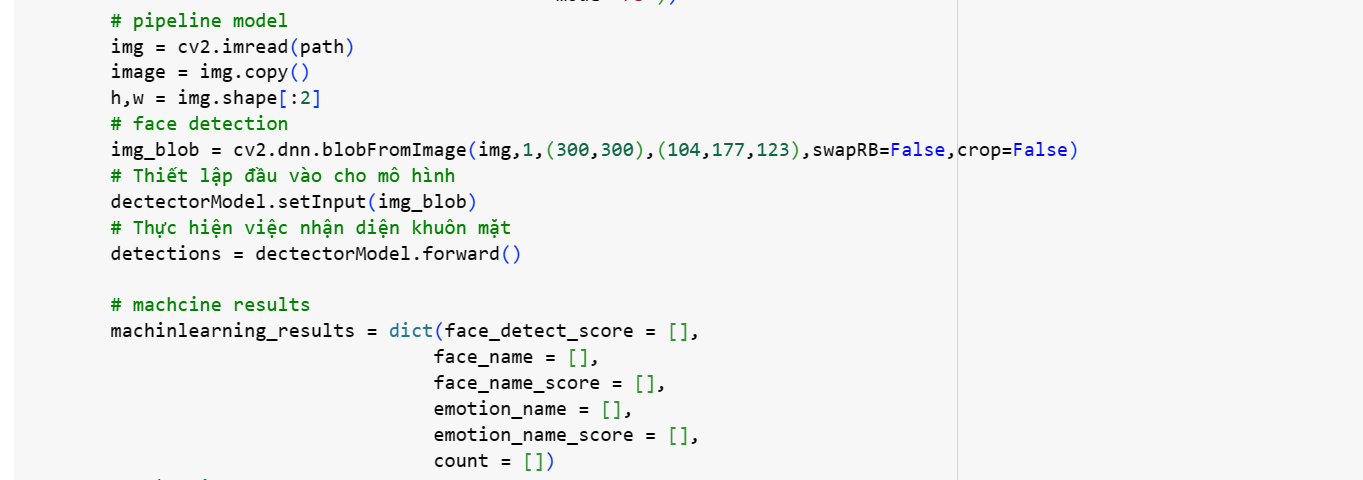 # pipeline model
img = cv2.imread(path)
image = img.copy()
h,w = img.shape[:2]
# face detection
img_blob = cv2.dnn.blobFromImage(img,1,(300,300),(104,177,123),swapRB=False,crop=False)
# Thiết lập đầu vào cho mô hình
dectectorModel.setInput(img_blob)
# Thực hiện việc nhận diện khuôn mặt
detections = dectectorModel.forward()
# machcine results
machinlearning_results = dict(face_detect_score = [],
face_name = [],
face_name_score = [],
emotion_name = [],
emotion_name_score = [],
count = [])